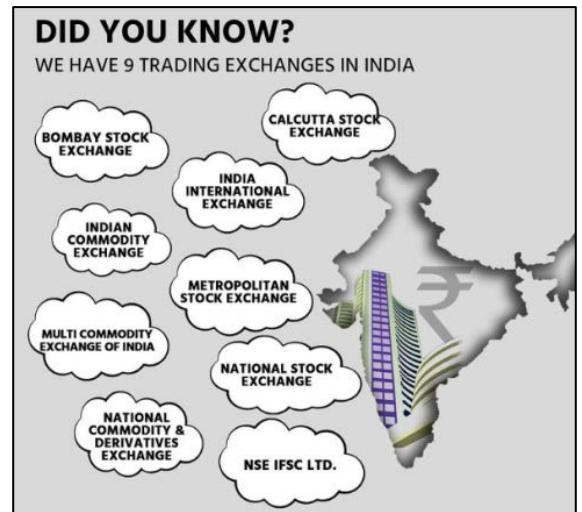 DID YOU KNOW?
WE HAVE 9 TRADING EXCHANGES IN INDIA
CALCUTTA STOCK
EXCHANGE
BOMBAY STOCK
EXCHANGE
INDIA
INTERNATIONAL
EXCHANGE
INDIAN
COMMODITY
EXCHANGE
METROPOLITAN
STOCK EXCHANGE
MULTI COMMODITY
EXCHANGE OF INDIA
NATIONAL STOCK
EXCHANGE
NATIONAL
COMMODITY &
DERIVATIVES
EXCHANGE
NSE IFSC LTD.
₹